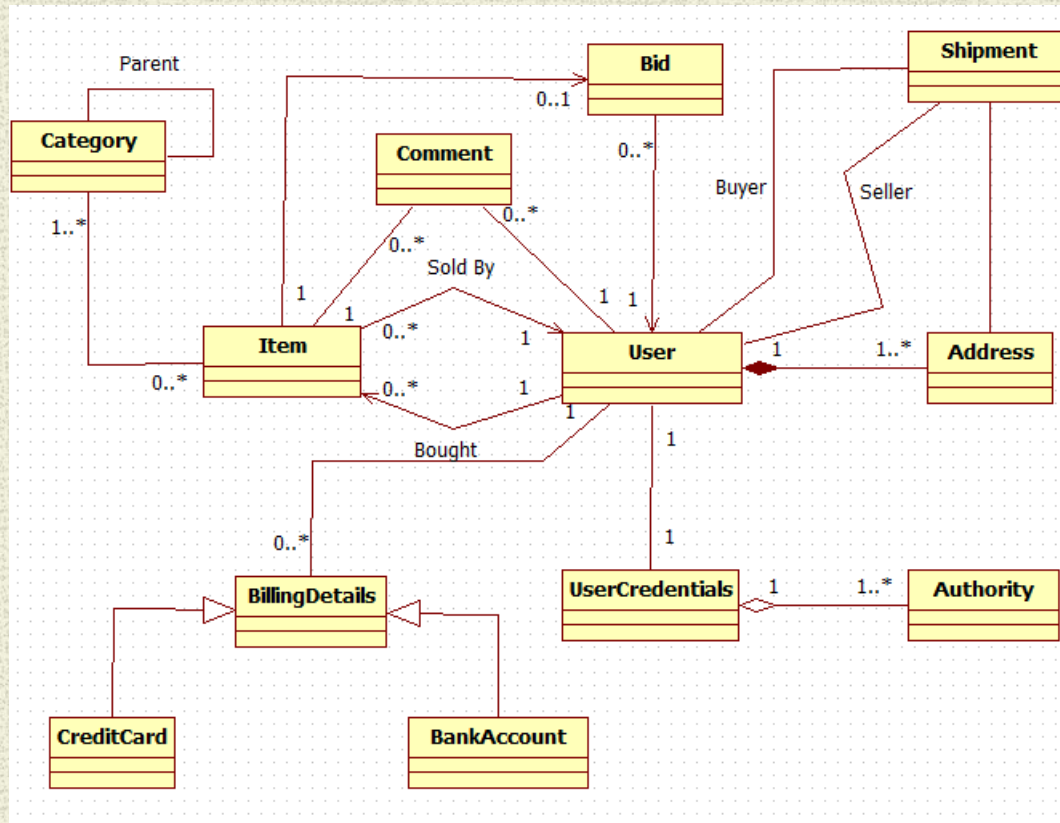 Parent
Category
1..*
Bid
0..1
0..*
Shipment
Comment
0..*
0..*
Buyer
Seller
Sold By
1
1
0..*
1
1
1
Item
0..*
User
1
1..*
Address
0..*
1
1
Bought
1
0..*
1
BillingDetails
UserCredentials
1
1..*
Authority
CreditCard
BankAccount